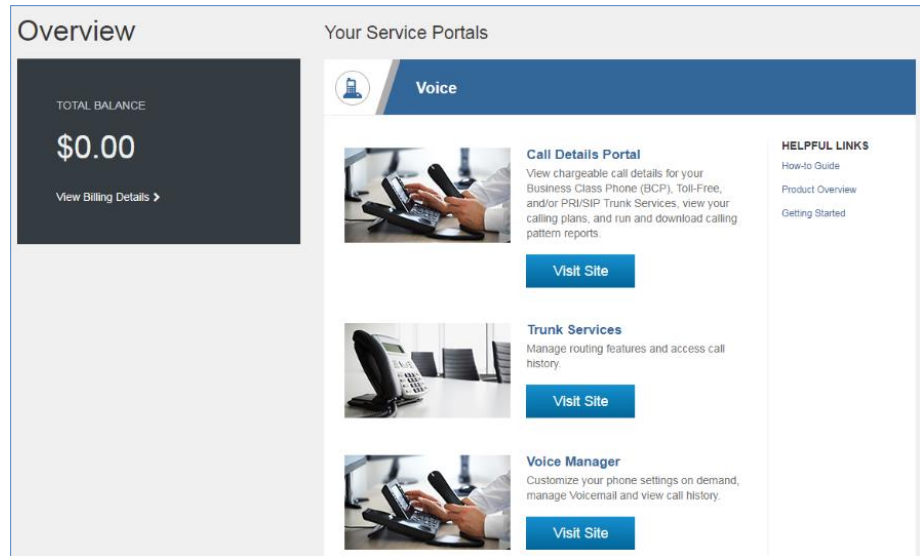 Overview
TOTAL BALANCE
$0.00
View Billing Details >
Your Service Portals
Voice
Call Details Portal
View chargeable call details for your
Business Class Phone (BCP), Toll-Free,
and/or PRI/SIP Trunk Services, view your
calling plans, and run and download calling
pattern reports.
Visit Site
Trunk Services
Manage routing features and access call
history.
Visit Site
Voice Manager
Customize your phone settings on demand,
manage Voicemail and view call history.
Visit Site
HELPFUL LINKS
How-to Guide
Product Overview
Getting Started